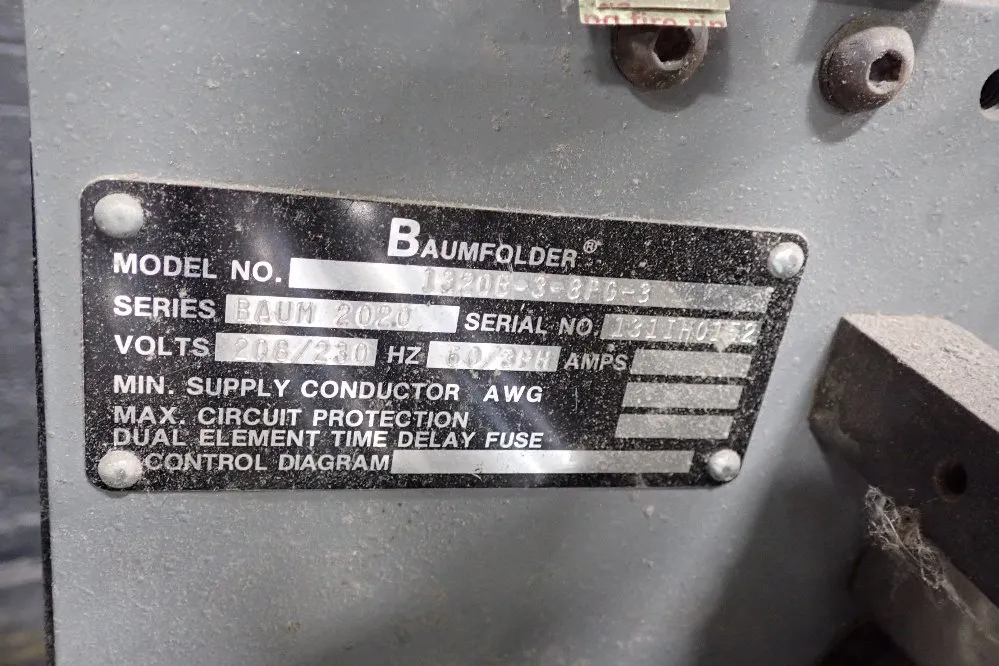 BAUMFOLDER®
MODEL NO.
SERIES BAUM 2020 SERIAL NO. 131IH0152
VOLTS 208/230 HZ 60/3PH AMPS
MIN. SUPPLY CONDUCTOR AWG
MAX. CIRCUIT PROTECTION
DUAL ELEMENT TIME DELAY FUSE
CONTROL DIAGRAM